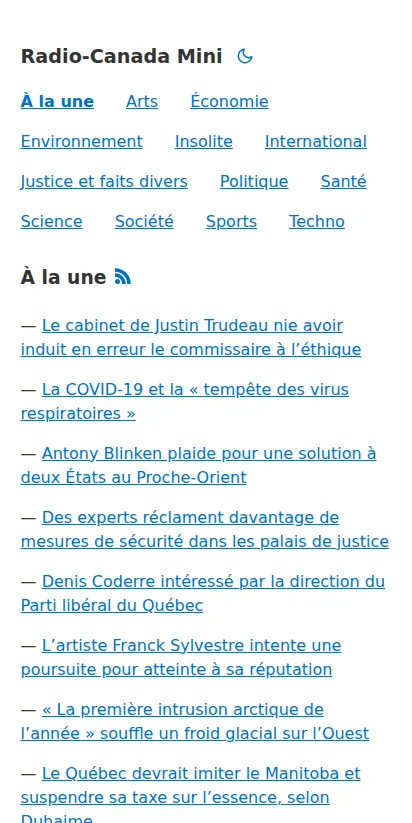 Radio-Canada Mini
À la une Arts Économie
Environnement Insolite International
Justice et faits divers Politique Santé
Science Société Sports Techno
À la une
— Le cabinet de Justin Trudeau nie avoir
induit en erreur le commissaire à l’éthique
— La COVID-19 et la « tempête des virus
respiratoires »
— Antony Blinken plaide pour une solution à
deux États au Proche-Orient
— Des experts réclament davantage de
mesures de sécurité dans les palais de justice
— Denis Coderre intéressé par la direction du
Parti libéral du Québec
— L’artiste Franck Sylvestre intente une
poursuite pour atteinte à sa réputation
— « La première intrusion arctique de
l’année » souffle un froid glacial sur l’Ouest
— Le Québec devrait imiter le Manitoba et
suspendre sa taxe sur l’essence, selon
Duhaime